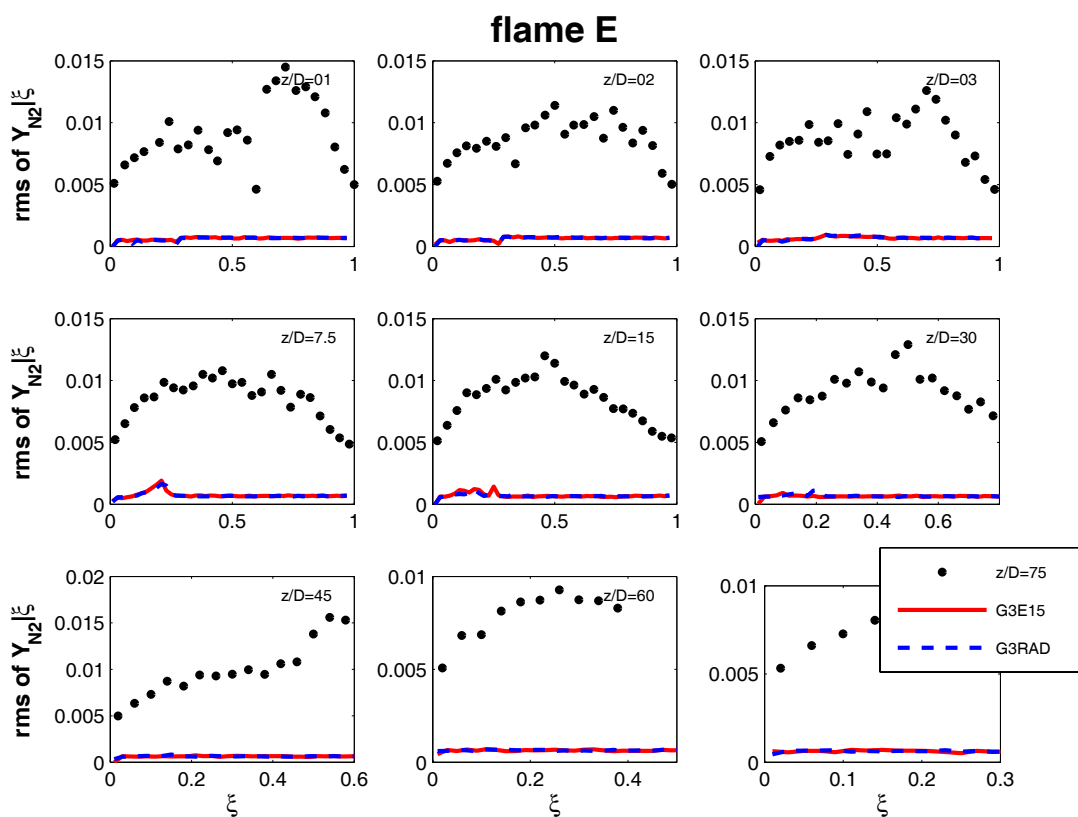 flame E
rms of Y_N2|ξ
0.015
0.01
0.005
0
0 0.5 1
z/D=01
0.015
0.01
0.005
0
0 0.5 1
z/D=02
0.015
0.01
0.005
0
0 0.5 1
z/D=03
rms of Y_N2|ξ
0.015
0.01
0.005
0
0 0.5 1
z/D=7.5
0.015
0.01
0.005
0
0 0.5 1
z/D=15
0.015
0.01
0.005
0
0 0.2 0.4 0.6
z/D=30
rms of Y_N2|ξ
0.02
0.015
0.01
0.005
0
0 0.2 0.4 0.6
z/D=45
ξ
0.01
0.005
0
0 0.2 0.4
z/D=60
ξ
0.01
0.005
0
0 0.1 0.2 0.3
ξ
z/D=75
G3E15
G3RAD